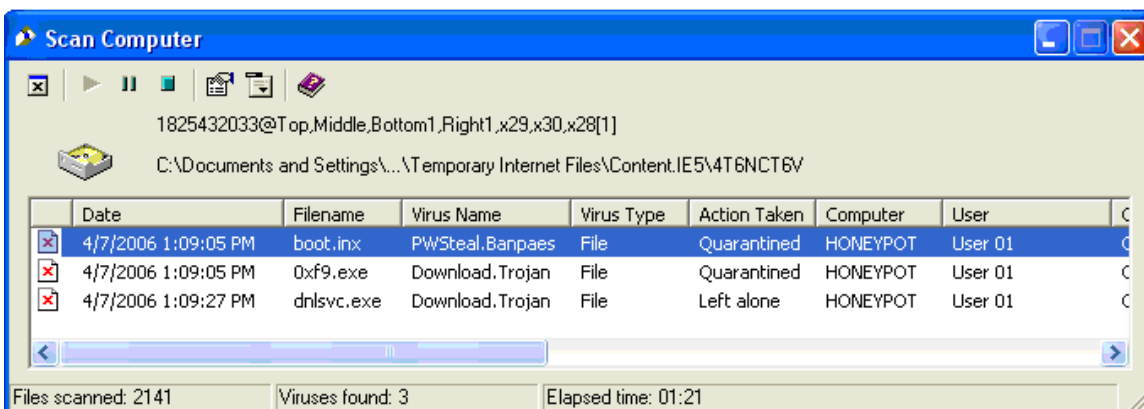 Scan Computer
1825432033@Top,Middle,Bottom1,Right1,x29,x30,x28[1]
C:\Documents and Settings\...\Temporary Internet Files\Content.IE5\4T6NCT6V
Date Filename Virus Name Virus Type Action Taken Computer User
4/7/2006 1:09:05 PM boot.inx PWSteal.Banpaes File Quarantined HONEYPOT User 01
4/7/2006 1:09:05 PM 0xf9.exe Download.Trojan File Quarantined HONEYPOT User 01
4/7/2006 1:09:27 PM dnlsvc.exe Download.Trojan File Left alone HONEYPOT User 01
Files scanned: 2141 Viruses found: 3 Elapsed time: 01:21